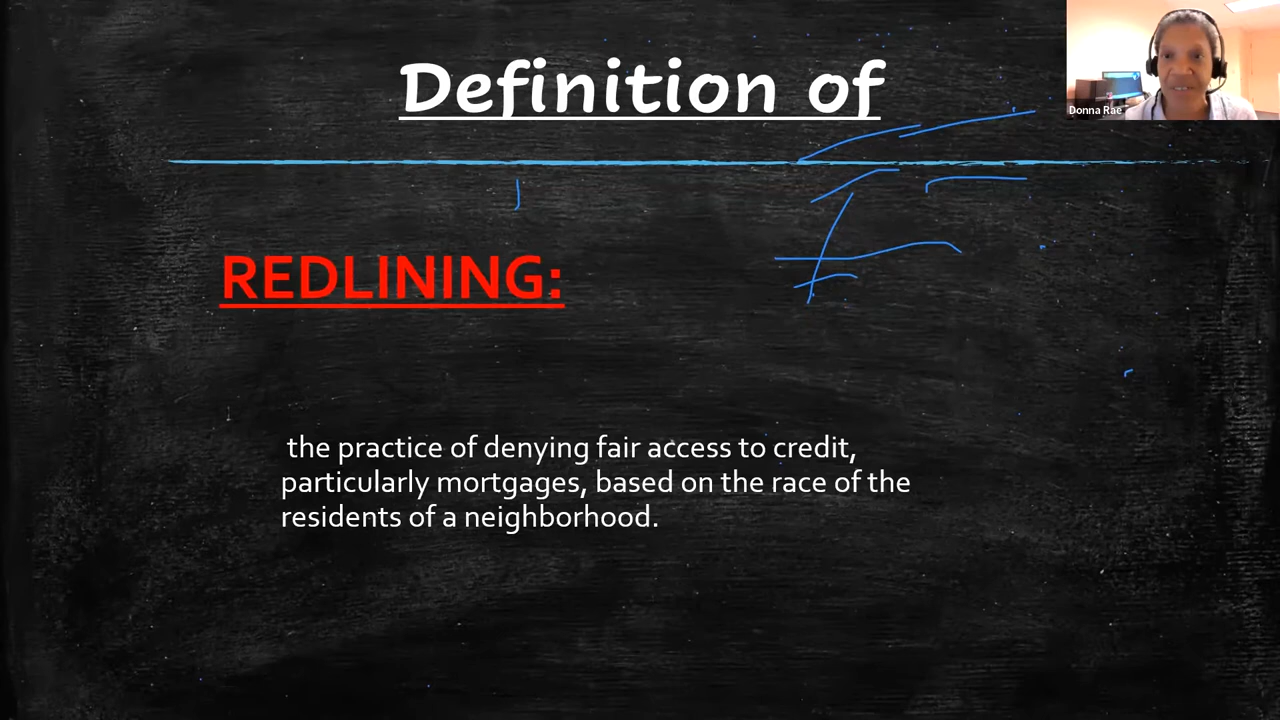 Definition of
Donna Rae
REDLINING:
the practice of denying fair access to credit,
particularly mortgages, based on the race of the
residents of a neighborhood.